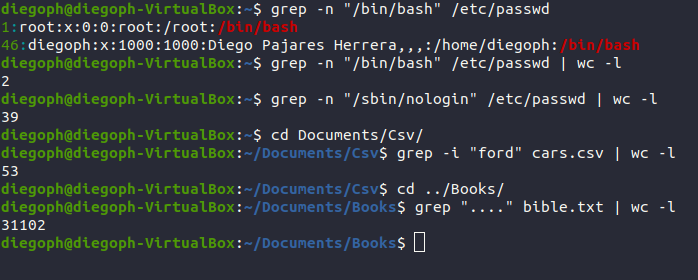 diegoph@diegoph-VirtualBox:~$ grep -n "/bin/bash" /etc/passwd
1:root:x:0:0:root:/root:/bin/bash
46:diegoph:x:1000:1000:Diego Pajares Herrera,,,:/home/diegoph:/bin/bash
diegoph@diegoph-VirtualBox:~$ grep -n "/bin/bash" /etc/passwd | wc -l
2
diegoph@diegoph-VirtualBox:~$ grep -n "/sbin/nologin" /etc/passwd | wc -l
39
diegoph@diegoph-VirtualBox:~$ cd Documents/Csv/
diegoph@diegoph-VirtualBox:~/Documents/Csv$ grep -i "ford" cars.csv | wc -l
53
diegoph@diegoph-VirtualBox:~/Documents/Csv$ cd ../Books/
diegoph@diegoph-VirtualBox:~/Documents/Books$ grep "...." bible.txt | wc -l
31102
diegoph@diegoph-VirtualBox:~/Documents/Books$